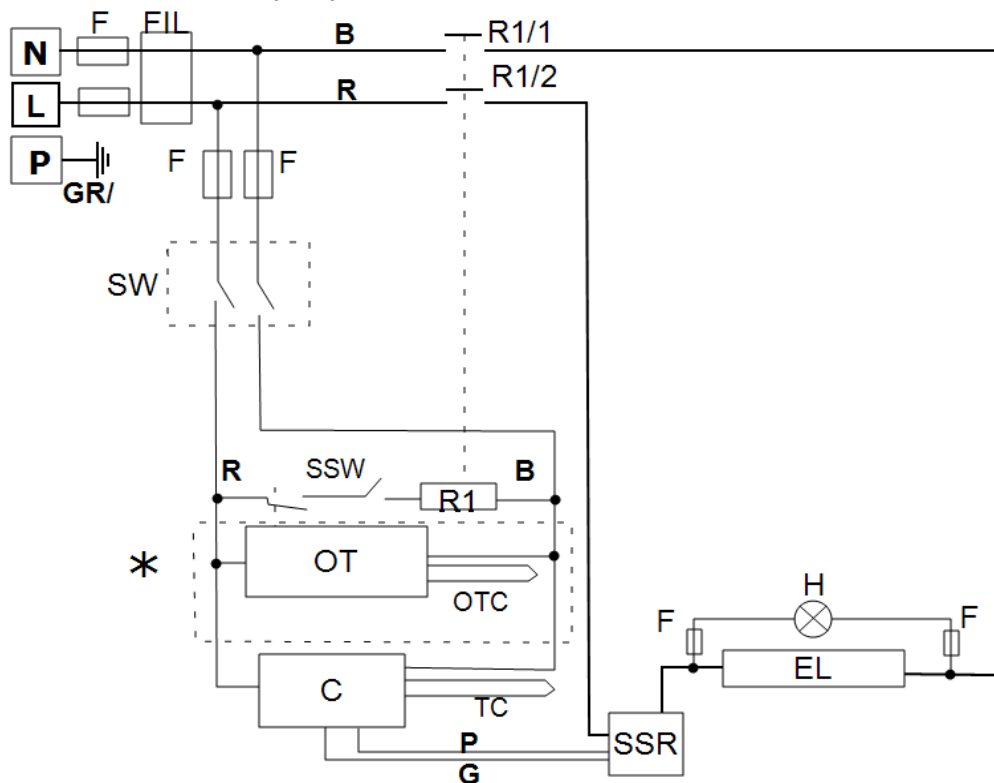 F FIL B R1/1
N
R1/2
L R
P F F
GR/
SW
R SSW B
R1
* OT
OTC
H
F F
EL
C
TC
P SSR
G